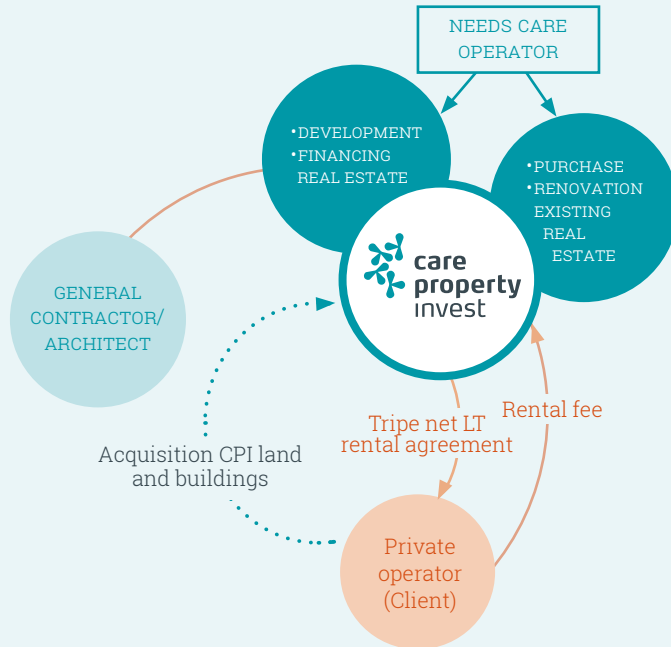 NEEDS CARE
OPERATOR
•DEVELOPMENT
•FINANCING
REAL ESTATE
•PURCHASE
•RENOVATION
EXISTING
REAL
ESTATE
care
property
invest
GENERAL
CONTRACTOR/
ARCHITECT
Tripe net LT
rental agreement
Rental fee
Acquisition CPI land
and buildings
Private
operator
(Client)